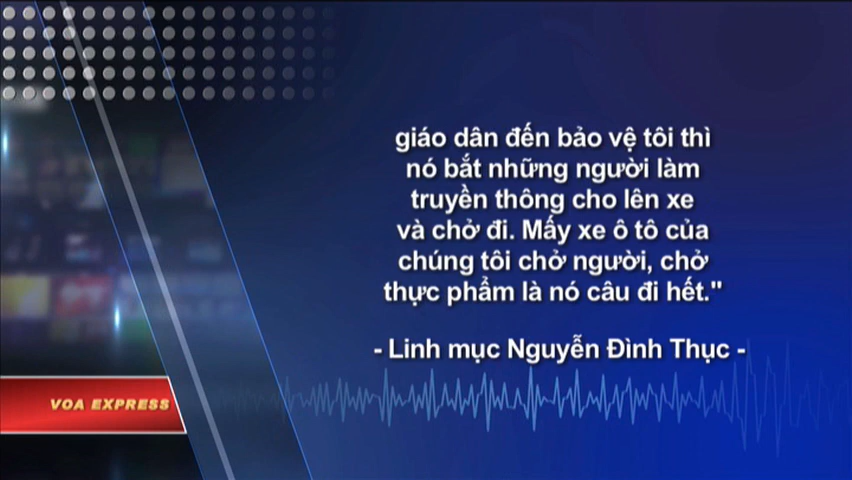 giáo dân đến bảo vệ tôi thì
nó bắt những người làm
truyền thông cho lên xe
và chở đi. Mấy xe ô tô của
chúng tôi chở người, chở
thực phẩm là nó câu đi hết."
- Linh mục Nguyễn Đình Thục -
VOA EXPRESS